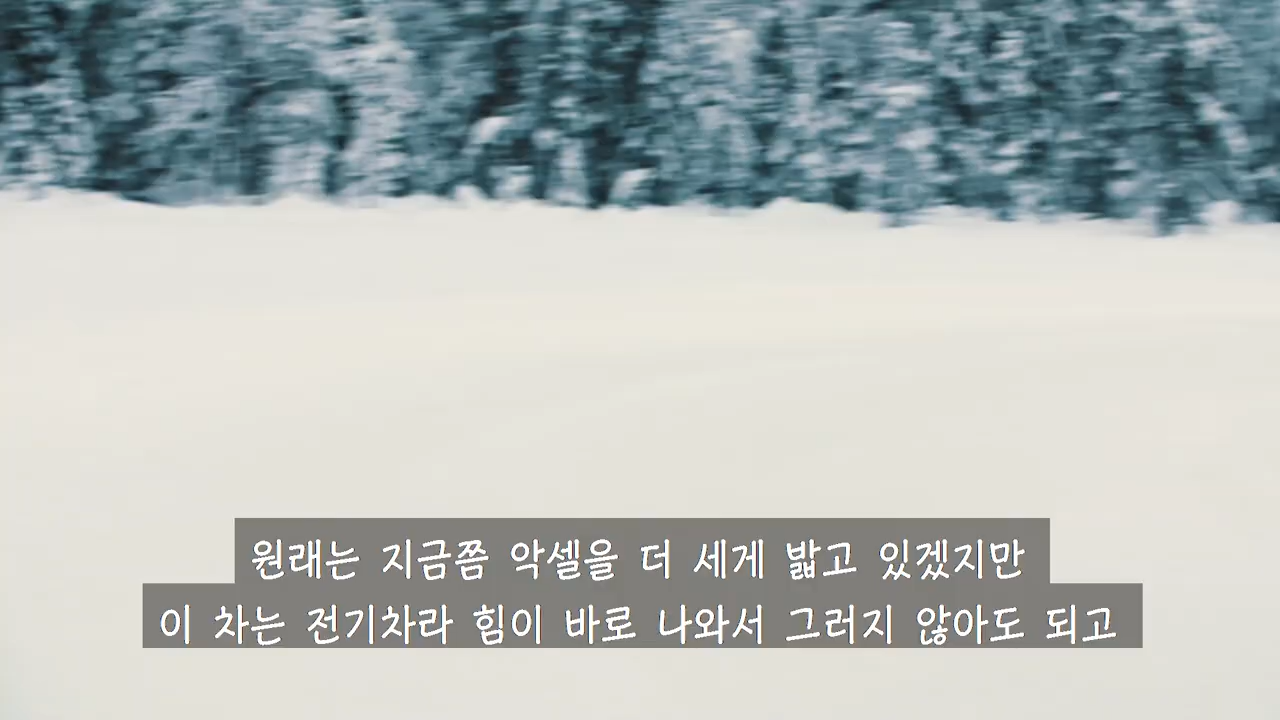 원래는 지금쯤 악셀을 더 세게 밟고 있겠지만
이 차는 전기차라 힘이 바로 나와서 그러지 않아도 되고